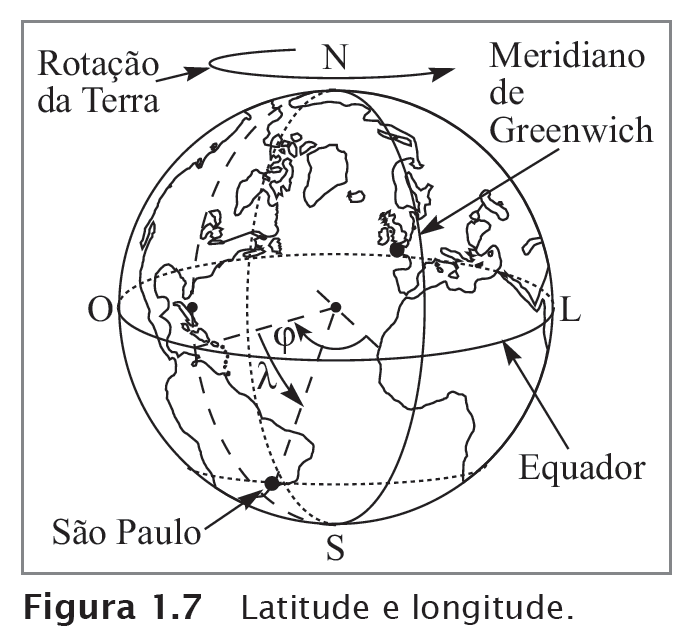 Rotação
da Terra
N
Meridiano
de
Greenwich
O
L
φ
λ
Equador
São Paulo
S
Figura 1.7 Latitude e longitude.